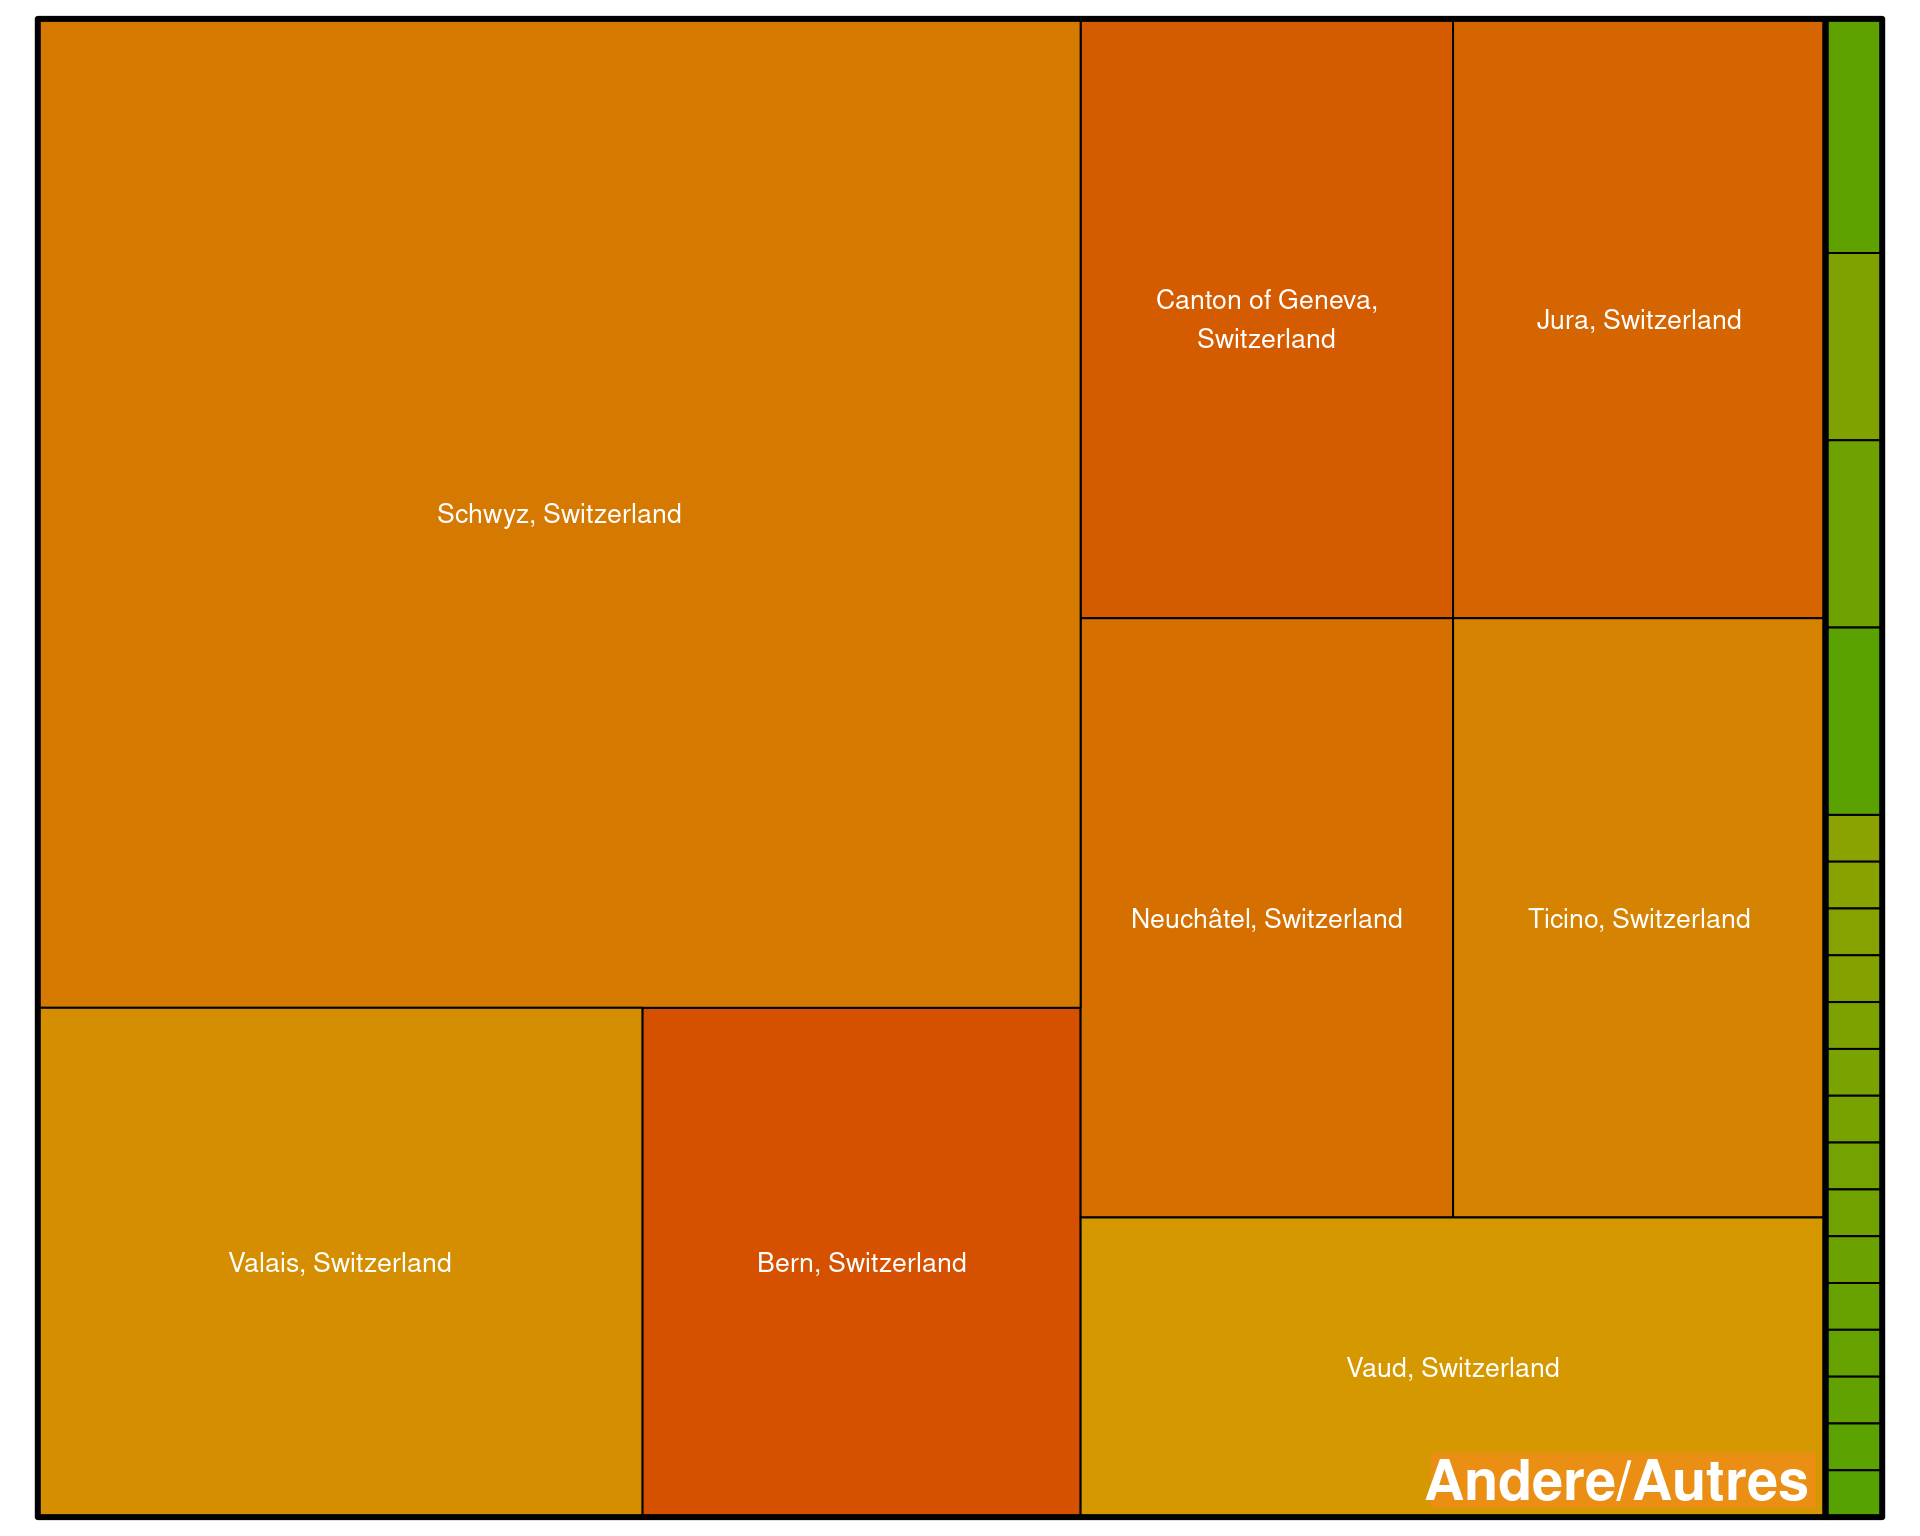 Schwyz, Switzerland
Canton of Geneva,
Switzerland
Jura, Switzerland
Neuchâtel, Switzerland
Ticino, Switzerland
Valais, Switzerland
Bern, Switzerland
Vaud, Switzerland
Andere/Autres